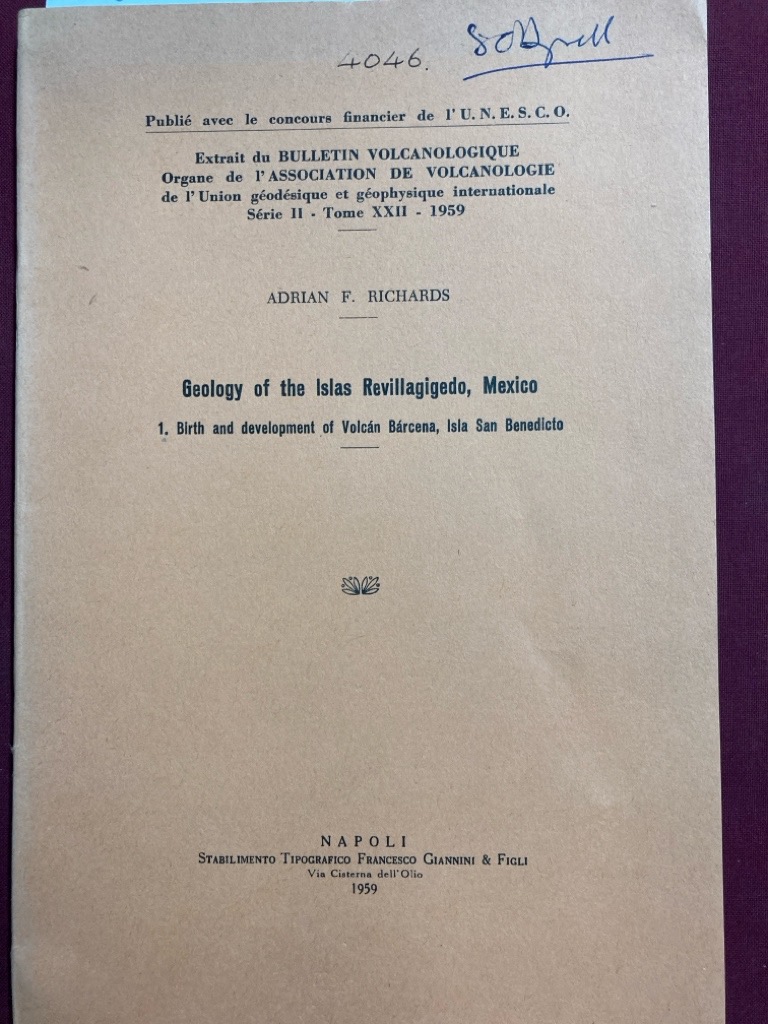 4046.
Publié avec le concours financier de l'U. N. E. S. C. O.
Extrait du BULLETIN VOLCANOLOGIQUE
Organe de l'ASSOCIATION DE VOLCANOLOGIE
de l'Union géodésique et géophysique internationale
Série II - Tome XXII - 1959
ADRIAN F. RICHARDS
Geology of the Islas Revillagigedo, Mexico
1. Birth and development of Volcán Bárcena, Isla San Benedicto
NAPOLI
STABILIMENTO TIPOGRAFICO FRANCESCO GIANNINI & FIGLI
Via Cisterna dell'Olio
1959